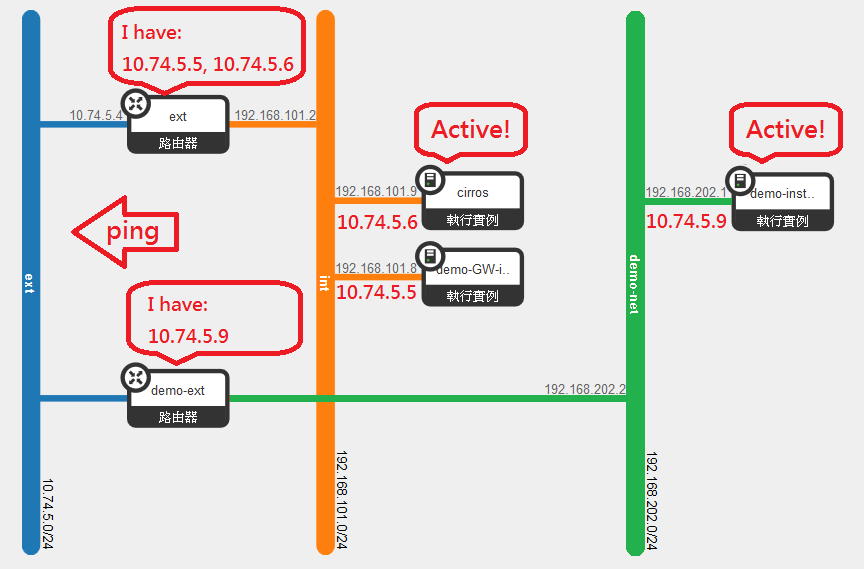 I have:
10.74.5.5, 10.74.5.6
10.74.5.4
ext
路由器
192.168.101.2
Active!
192.168.101.9
10.74.5.6
cirros
執行實例
Active!
192.168.202.1
10.74.5.9
demo-inst..
執行實例
ping
192.168.101.8
10.74.5.5
demo-GW-i..
執行實例
ext
int
demo-net
I have:
10.74.5.9
demo-ext
路由器
192.168.202.2
10.74.5.0/24
192.168.101.0/24
192.168.202.0/24